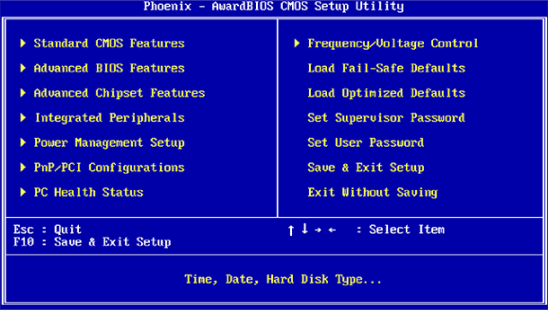 Phoenix - AwardBIOS CMOS Setup Utility
Standard CMOS Features
Advanced BIOS Features
Advanced Chipset Features
Integrated Peripherals
Power Management Setup
PnP/PCI Configurations
PC Health Status
Frequency/Voltage Control
Load Fail-Safe Defaults
Load Optimized Defaults
Set Supervisor Password
Set User Password
Save & Exit Setup
Exit Without Saving
Esc : Quit
F10 : Save & Exit Setup
↑ ↓ → ← : Select Item
Time, Date, Hard Disk Type...